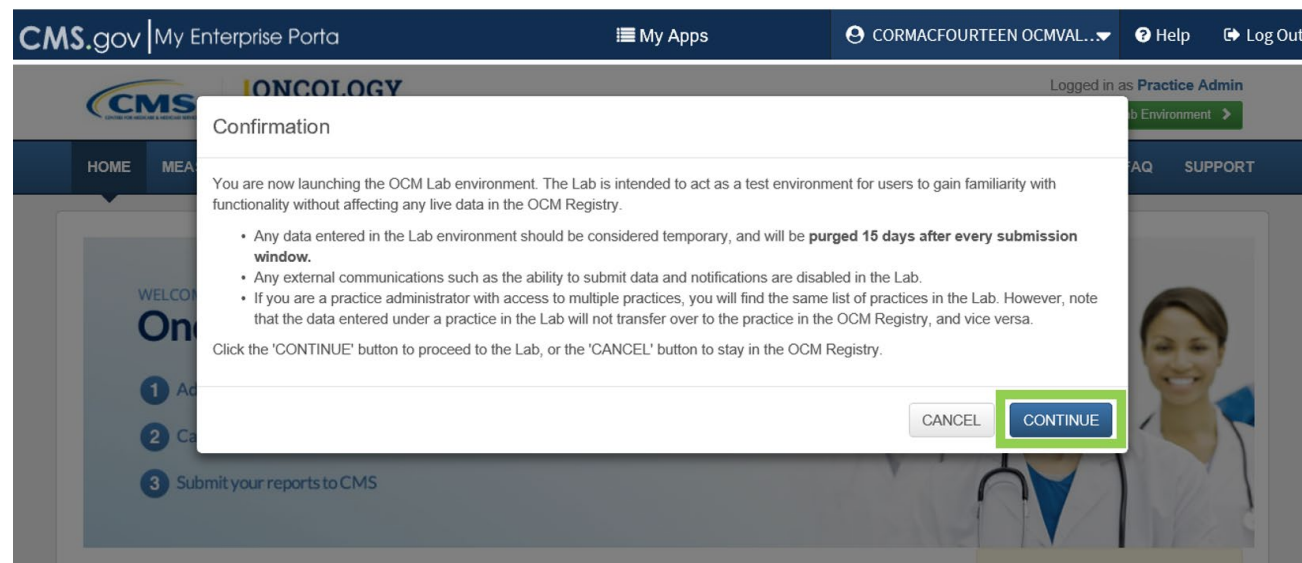 CMS.gov My Enterprise Porta
My Apps
CORMACFOURTEEN OCMVAL...
Help
Log Out
CMS
ONCOLOGY
Logged in as Practice Admin
b Environment
HOME MEA
FAQ SUPPORT
Confirmation
You are now launching the OCM Lab environment. The Lab is intended to act as a test environment for users to gain familiarity with
functionality without affecting any live data in the OCM Registry.
• Any data entered in the Lab environment should be considered temporary, and will be purged 15 days after every submission
window.
• Any external communications such as the ability to submit data and notifications are disabled in the Lab.
• If you are a practice administrator with access to multiple practices, you will find the same list of practices in the Lab. However, note
that the data entered under a practice in the Lab will not transfer over to the practice in the OCM Registry, and vice versa.
Click the 'CONTINUE' button to proceed to the Lab, or the 'CANCEL' button to stay in the OCM Registry.
CANCEL CONTINUE
WELCOM
On
1 Ad
2 Ca
3 Submit your reports to CMS